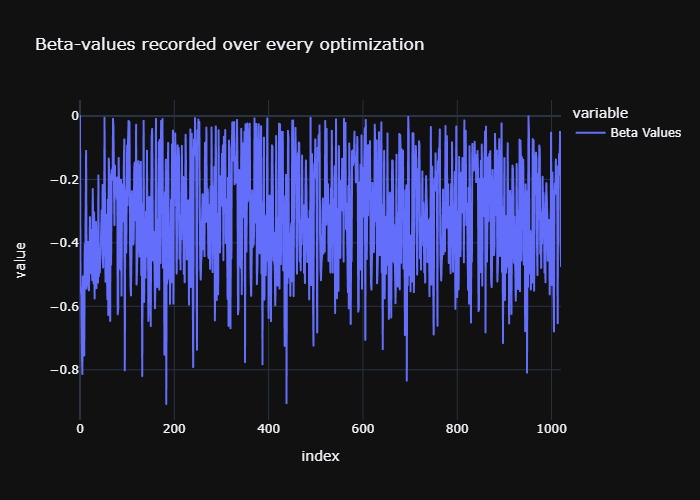 Beta-values recorded over every optimization
variable
Beta Values
0
−0.2
−0.4
−0.6
−0.8
value
0
200
400
600
800
1000
index